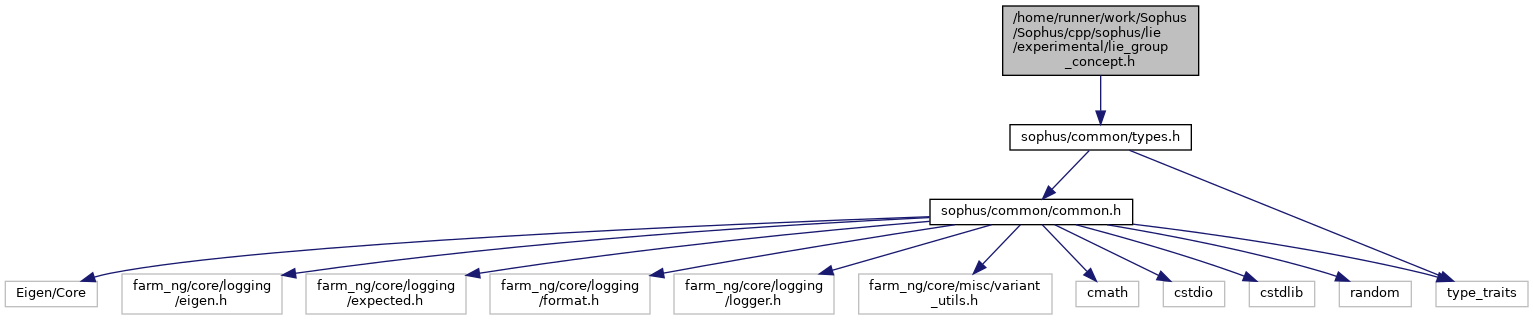 /home/runner/work/Sophus
/Sophus/cpp/sophus/lie
/experimental/lie_group
_concept.h
sophus/common/types.h
sophus/common/common.h
Eigen/Core
farm_ng/core/logging
/eigen.h
farm_ng/core/logging
/expected.h
farm_ng/core/logging
/format.h
farm_ng/core/logging
/logger.h
farm_ng/core/misc/variant
_utils.h
cmath
cstdio
cstdlib
random
type_traits